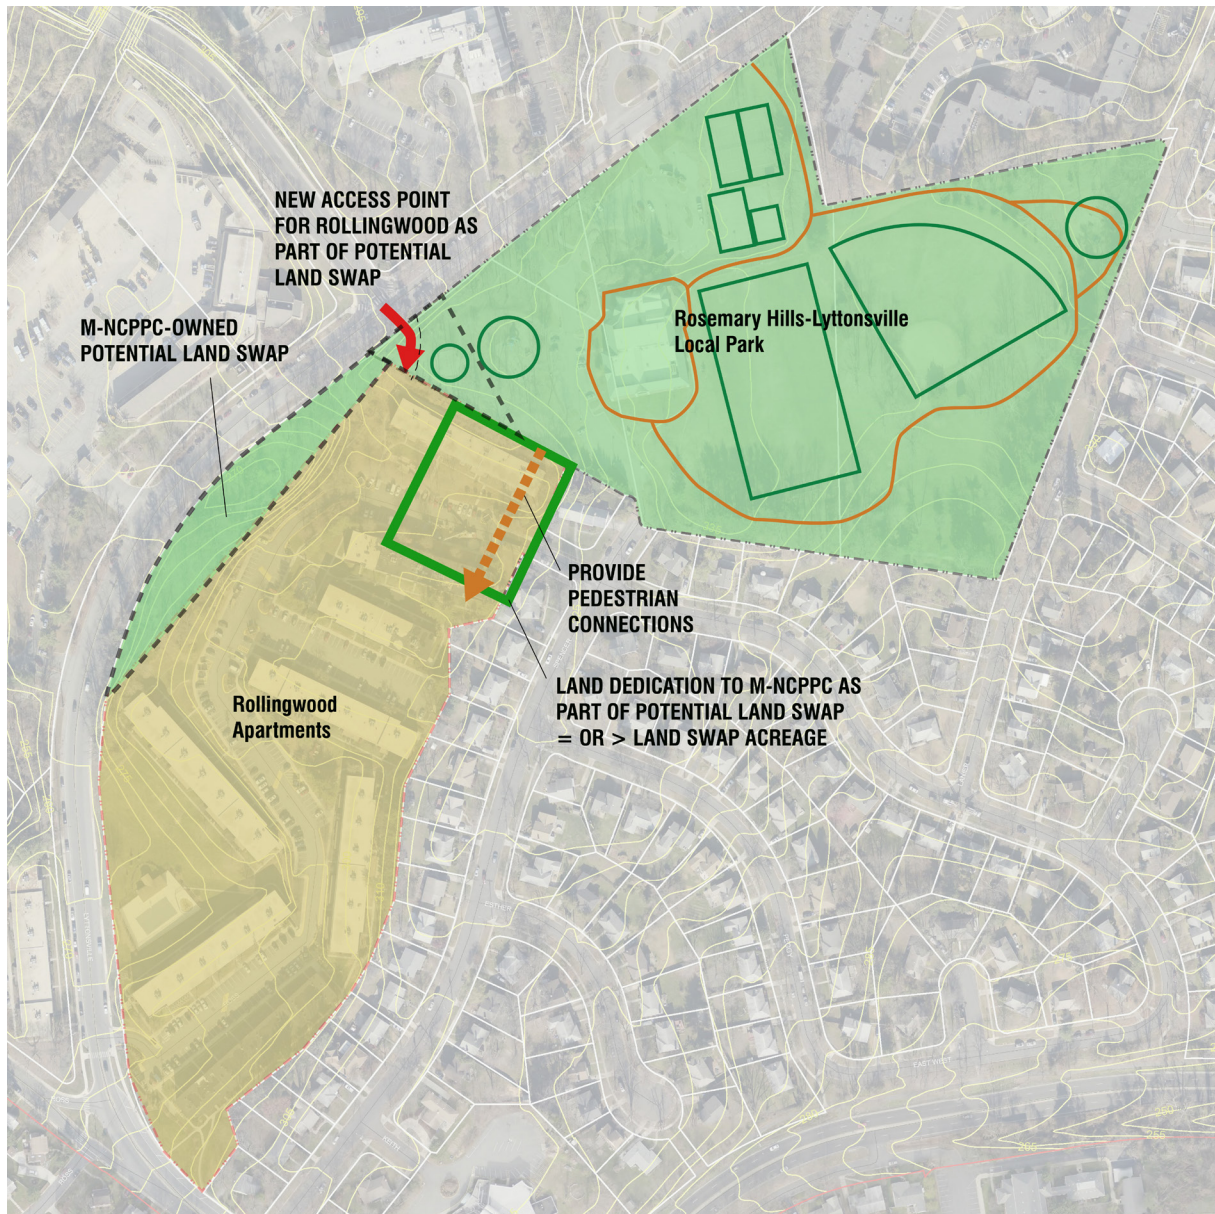 NEW ACCESS POINT
FOR ROLLINGWOOD AS
PART OF POTENTIAL
LAND SWAP
M-NCPPC-OWNED
POTENTIAL LAND SWAP
Rosemary Hills-Lyttonsville
Local Park
PROVIDE
PEDESTRIAN
CONNECTIONS
LAND DEDICATION TO M-NCPPC AS
PART OF POTENTIAL LAND SWAP
= OR > LAND SWAP ACREAGE
Rollingwood
Apartments